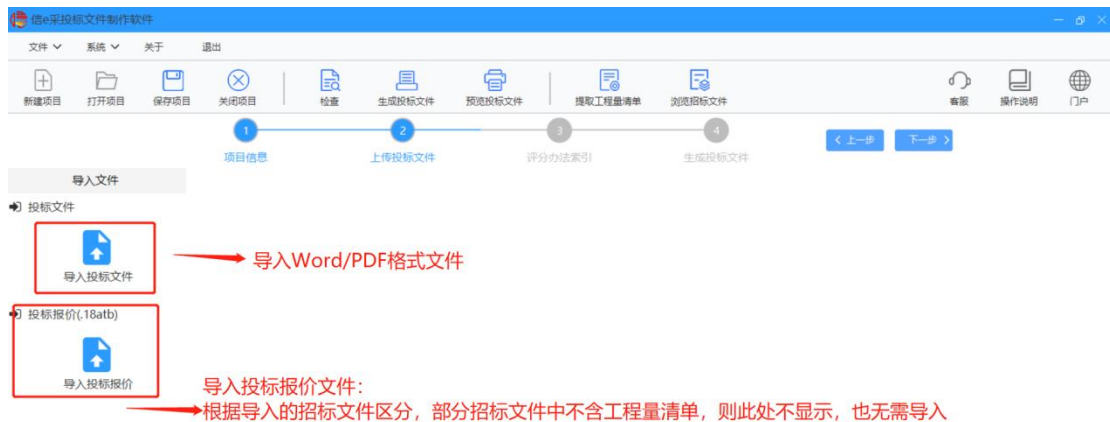 信e采投标文件制作软件
文件 系统 关于 退出
新建项目 打开项目 保存项目 关闭项目 检查 生成投标文件 预览投标文件 提取工程量清单 浏览招标文件 客服 操作说明 门户
1 2 3 4
项目信息 上传投标文件 评分办法索引 生成投标文件
上一步 下一步
导入文件
投标文件
导入投标文件
导入Word/PDF格式文件
投标报价(.18atb)
导入投标报价
导入投标报价文件:
根据导入的招标文件区分，部分招标文件中不含工程量清单，则此处不显示，也无需导入